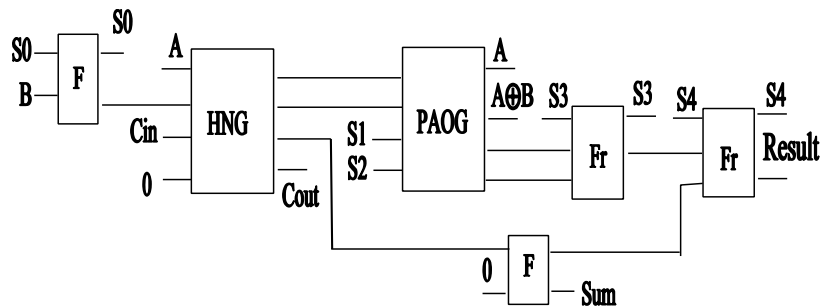 S0
S0
F
B
A
HNG
Cin
0
Cout
PAOG
S1
S2
A
A⊕B
S3
S3
Fr
S4
S4
Fr
Result
0
F
Sum